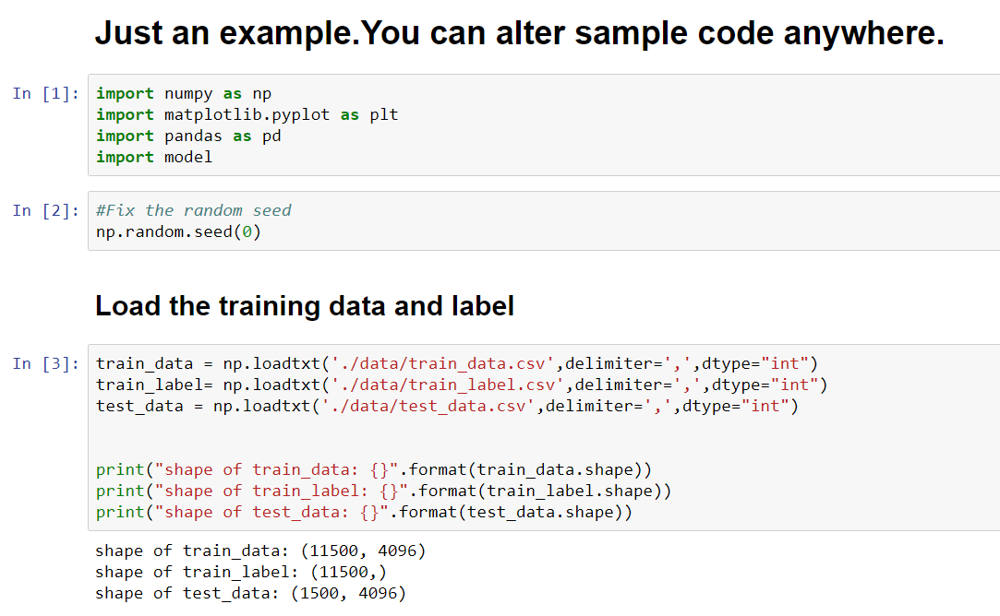 Just an example.You can alter sample code anywhere.
In [1]: import numpy as np
import matplotlib.pyplot as plt
import pandas as pd
import model
In [2]: #Fix the random seed
np.random.seed(0)
Load the training data and label
In [3]: train_data = np.loadtxt('./data/train_data.csv',delimiter=',',dtype="int")
train_label= np.loadtxt('./data/train_label.csv',delimiter=',',dtype="int")
test_data = np.loadtxt('./data/test_data.csv',delimiter=',',dtype="int")
print("shape of train_data: {}".format(train_data.shape))
print("shape of train_label: {}".format(train_label.shape))
print("shape of test_data: {}".format(test_data.shape))
shape of train_data: (11500, 4096)
shape of train_label: (11500,)
shape of test_data: (1500, 4096)